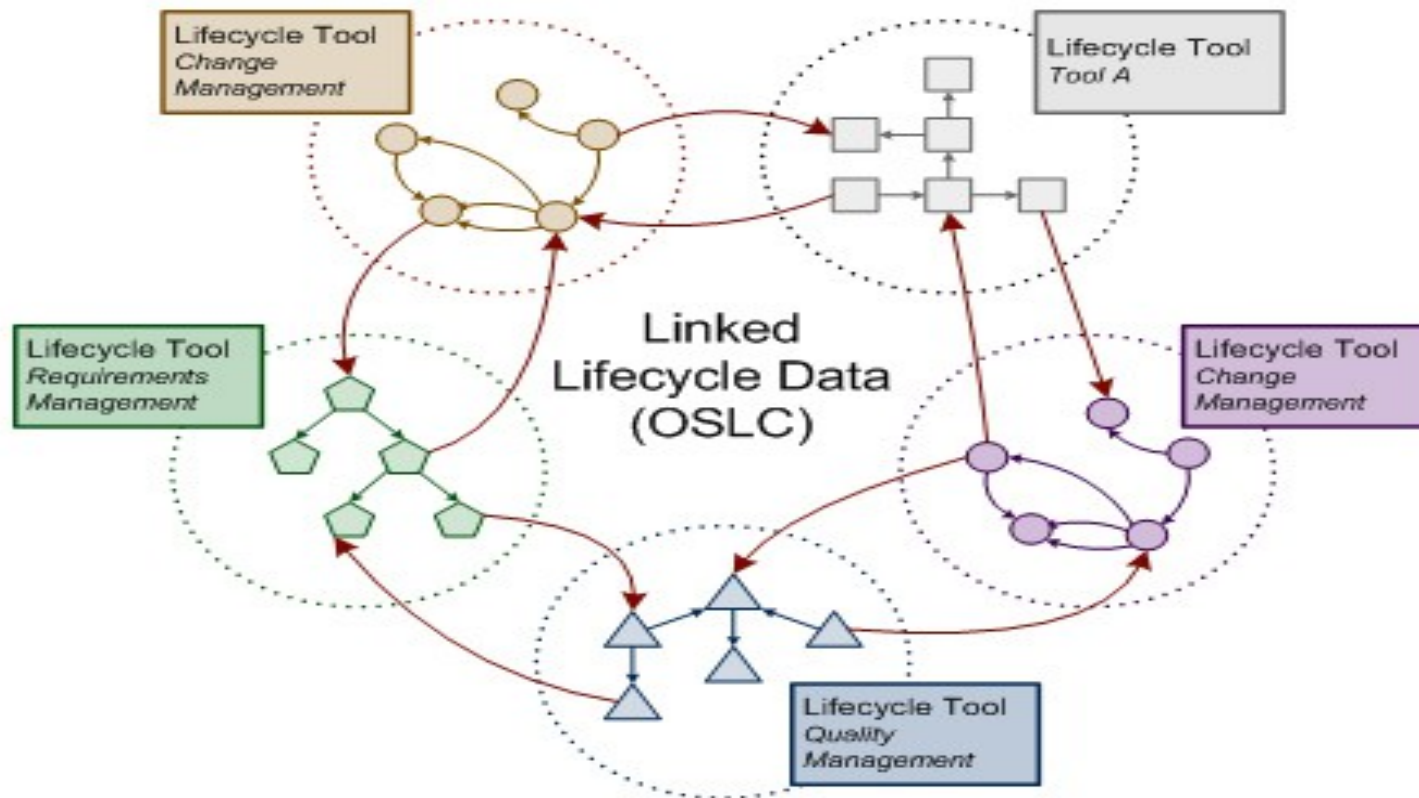 Lifecycle Tool
Change
Management
Lifecycle Tool
Tool A
Linked
Lifecycle Data
(OSLC)
Lifecycle Tool
Requirements
Management
Lifecycle Tool
Change
Management
Lifecycle Tool
Quality
Management